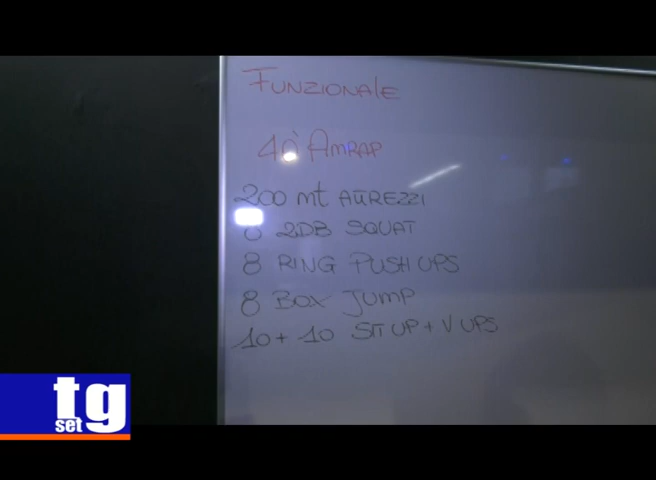 FUNZIONALE
40' AMRAP
200 mt ATTREZZI
8 2DB SQUAT
8 RING PUSH UPS
8 BOX JUMP
10 + 10 SIT UP + V UPS
tg
set